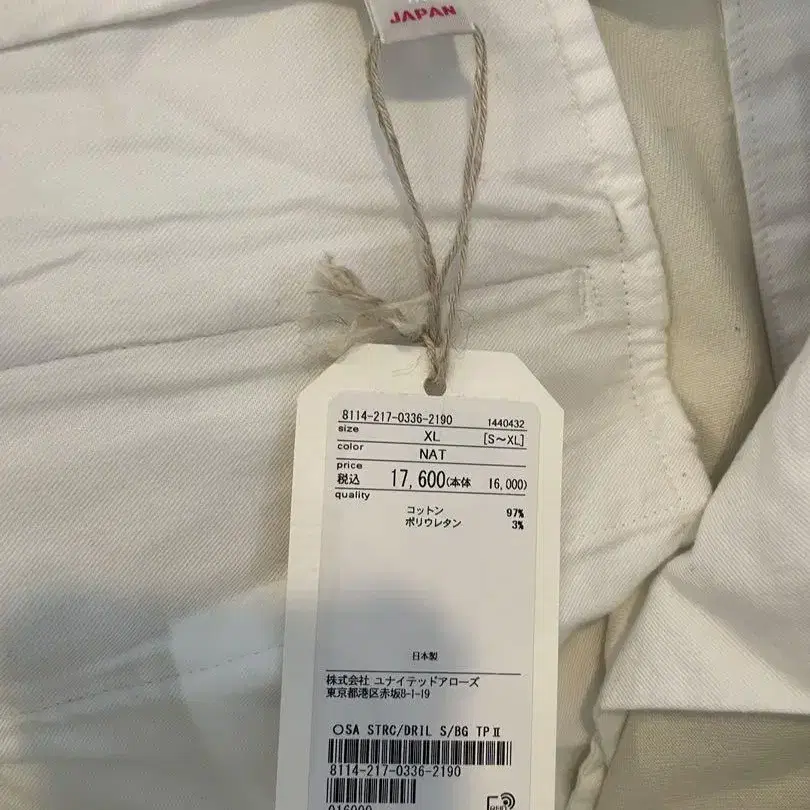 JAPAN
8114-217-0336-2190 1440432
size XL [S~XL]
color NAT
price
税込 17,600(本体 16,000)
quality
コットン 97%
ポリウレタン 3%
日本製
株式会社 ユナイテッドアローズ
東京都港区赤坂8-1-19
OSA STRC/DRIL S/BG TPⅡ
8114-217-0336-2190
016000
RFID